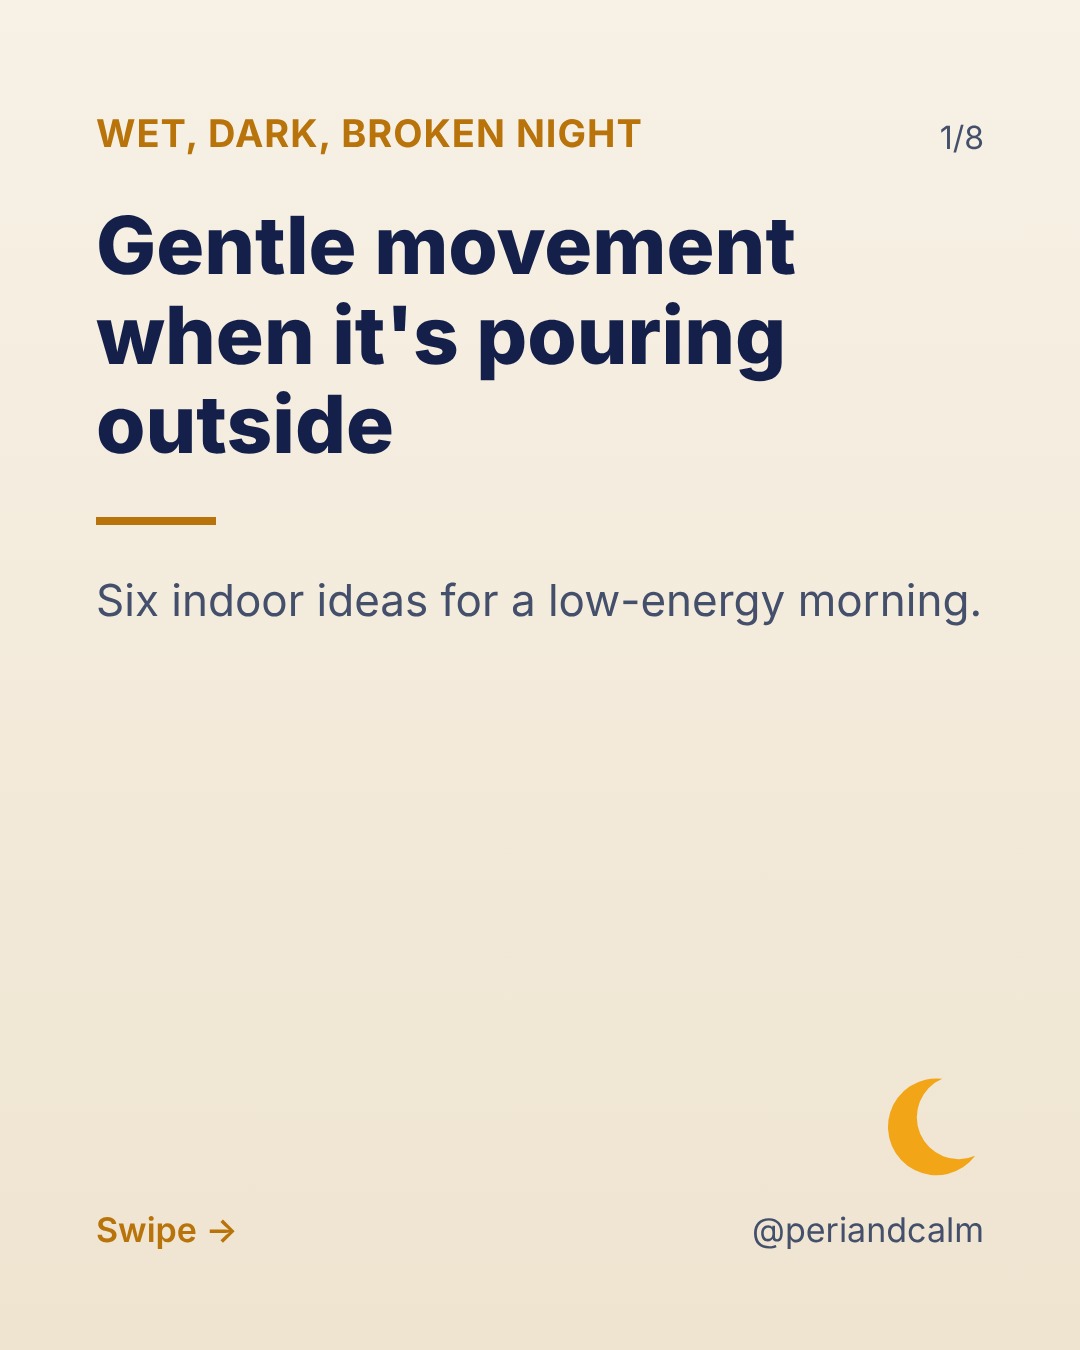 WET, DARK, BROKEN NIGHT
1/8
Gentle movement
when it's pouring
outside
Six indoor ideas for a low-energy morning.
Swipe →
@periandcalm